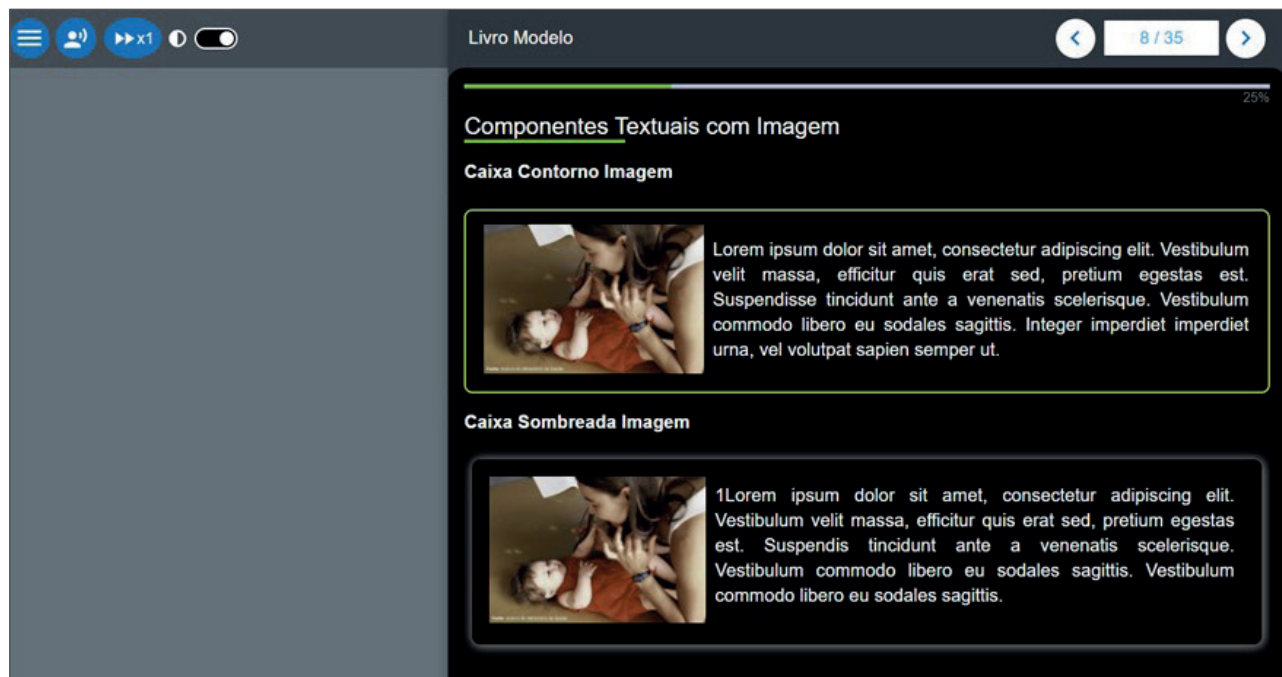 x1
Livro Modelo
8 / 35
25%
Componentes Textuais com Imagem
Caixa Contorno Imagem
Lorem ipsum dolor sit amet, consectetur adipiscing elit. Vestibulum
velit massa, efficitur quis erat sed, pretium egestas est.
Suspendisse tincidunt ante a venenatis scelerisque. Vestibulum
commodo libero eu sodales sagittis. Integer imperdiet imperdiet
urna, vel volutpat sapien semper ut.
Caixa Sombreada Imagem
1Lorem ipsum dolor sit amet, consectetur adipiscing elit.
Vestibulum velit massa, efficitur quis erat sed, pretium egestas
est. Suspendis tincidunt ante a venenatis scelerisque.
Vestibulum commodo libero eu sodales sagittis. Vestibulum
commodo libero eu sodales sagittis.